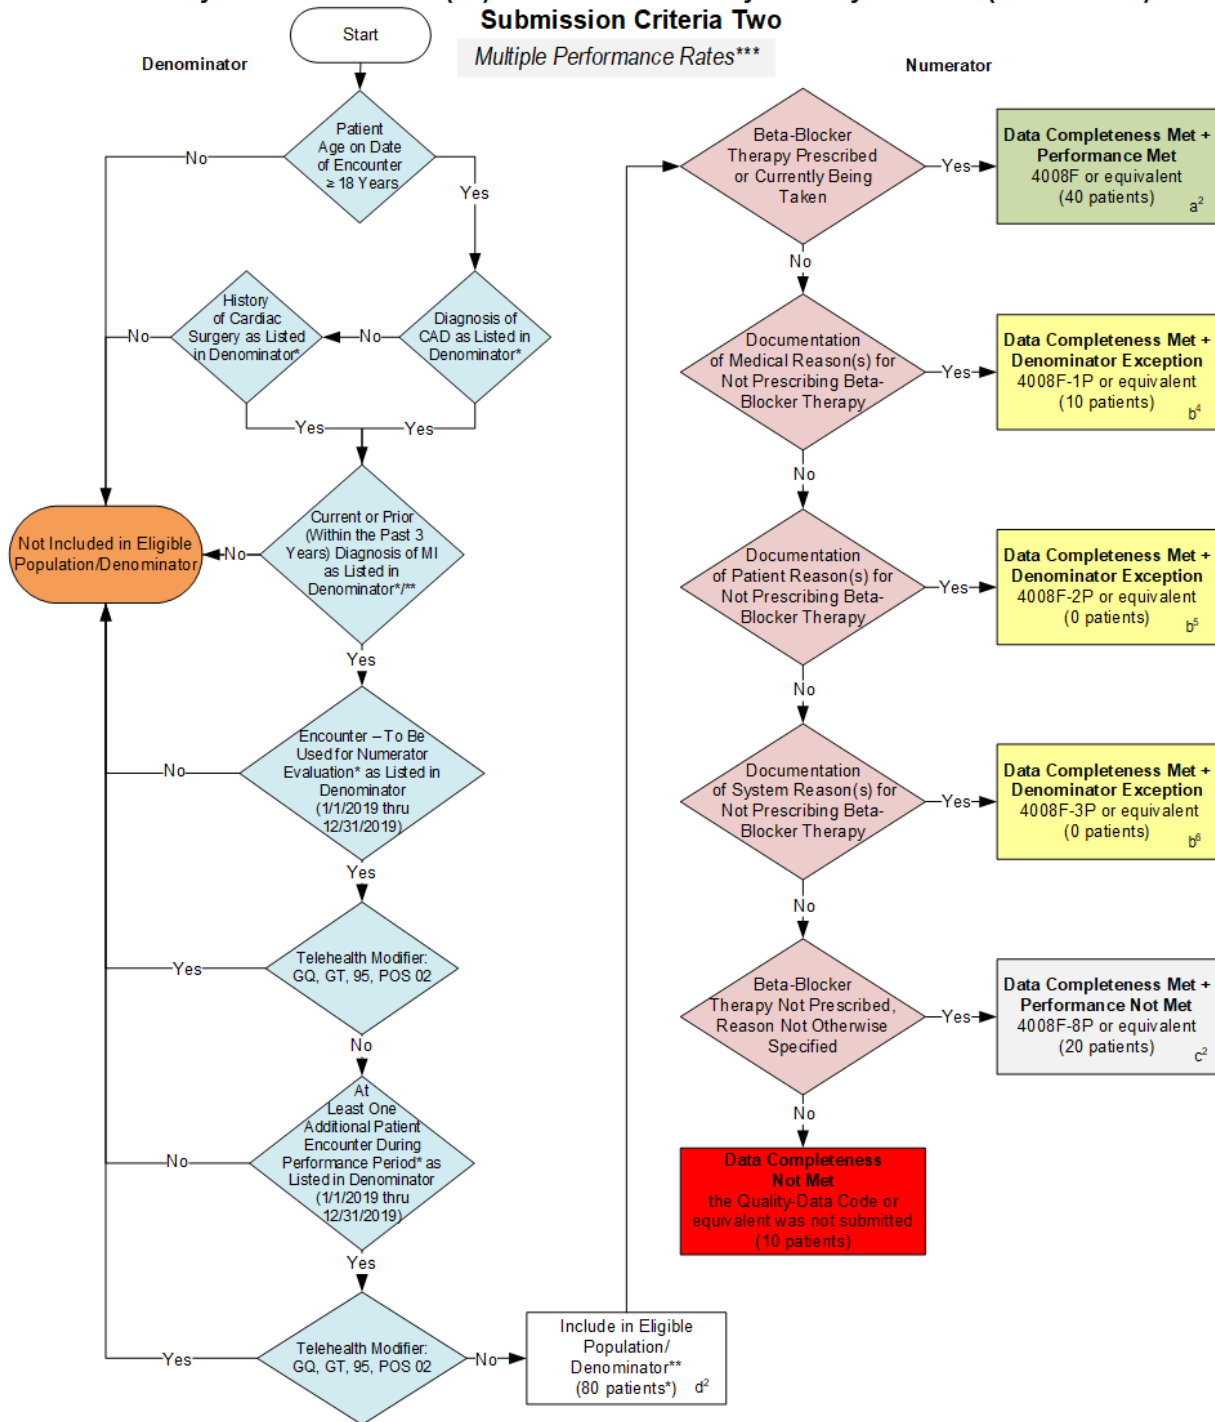 Submission Criteria Two
Multiple Performance Rates***
Start
Denominator
Numerator
Patient
Age on Date
of Encounter
≥ 18 Years
No
Yes
Diagnosis of
CAD as Listed in
Denominator*
No
History
of Cardiac
Surgery as Listed
in Denominator*
No
Yes
Yes
Current or Prior
(Within the Past 3
Years) Diagnosis of MI
as Listed in
Denominator*/**
No
Not Included in Eligible
Population/Denominator
Yes
Encounter – To Be
Used for Numerator
Evaluation* as Listed in
Denominator
(1/1/2019 thru
12/31/2019)
No
Yes
Telehealth Modifier:
GQ, GT, 95, POS 02
Yes
No
At
Least One
Additional Patient
Encounter During
Performance Period* as
Listed in Denominator
(1/1/2019 thru
12/31/2019)
No
Yes
Telehealth Modifier:
GQ, GT, 95, POS 02
Yes
No
Include in Eligible
Population/
Denominator**
(80 patients*) d²
Beta-Blocker
Therapy Prescribed
or Currently Being
Taken
Yes
Data Completeness Met +
Performance Met
4008F or equivalent
(40 patients)
a²
No
Documentation
of Medical Reason(s) for
Not Prescribing Beta-
Blocker Therapy
Yes
Data Completeness Met +
Denominator Exception
4008F-1P or equivalent
(10 patients)
b⁴
No
Documentation
of Patient Reason(s) for
Not Prescribing Beta-
Blocker Therapy
Yes
Data Completeness Met +
Denominator Exception
4008F-2P or equivalent
(0 patients)
b⁵
No
Documentation
of System Reason(s) for
Not Prescribing Beta-
Blocker Therapy
Yes
Data Completeness Met +
Denominator Exception
4008F-3P or equivalent
(0 patients)
b⁶
No
Beta-Blocker
Therapy Not Prescribed,
Reason Not Otherwise
Specified
Yes
Data Completeness Met +
Performance Not Met
4008F-8P or equivalent
(20 patients)
c²
No
Data Completeness
Not Met
the Quality-Data Code or
equivalent was not submitted
(10 patients)